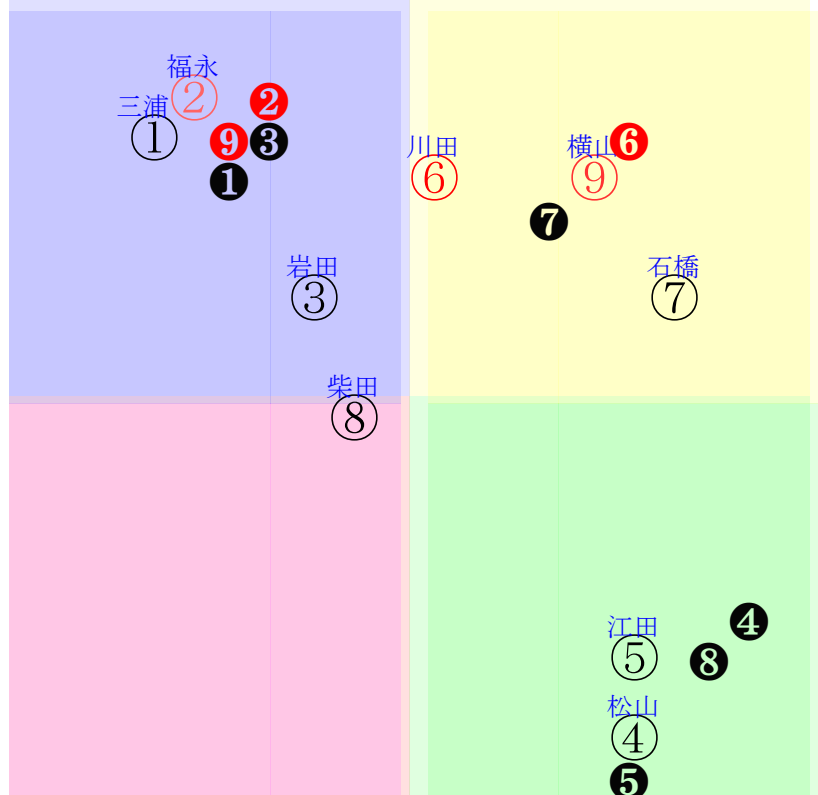 福永
②
❷
三浦
①
❾
❸
❶
川田
⑥
横山
⑨
❻
❼
岩田
③
石橋
⑦
柴田
⑧
江田
⑤
❹
❽
松山
④
❺